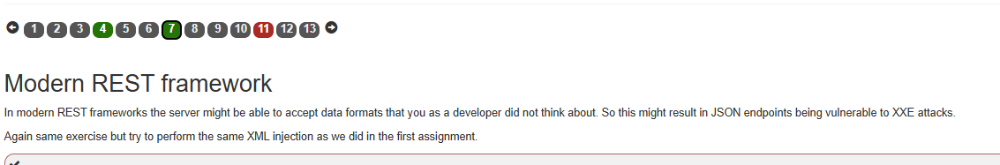 1 2 3 4 5 6 7 8 9 10 11 12 13
Modern REST framework
In modern REST frameworks the server might be able to accept data formats that you as a developer did not think about. So this might result in JSON endpoints being vulnerable to XXE attacks.
Again same exercise but try to perform the same XML injection as we did in the first assignment.